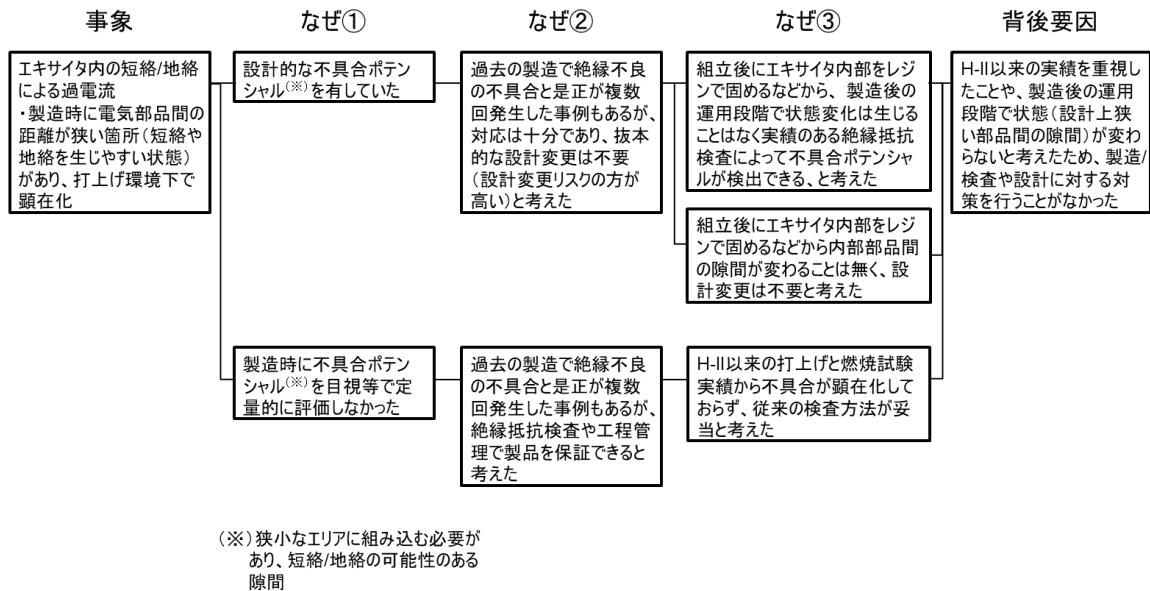 事象
なぜ①
なぜ②
なぜ③
背後要因
エキサイタ内の短絡/地絡
による過電流
・製造時に電気部品間の
距離が狭い箇所(短絡や
地絡を生じやすい状態)
があり、打上げ環境下で
顕在化
設計的な不具合ポテン
シャル(※)を有していた
過去の製造で絶縁不良
の不具合と是正が複数
回発生した事例もあるが、
対応は十分であり、抜本
的な設計変更は不要
(設計変更リスクの方が
高い)と考えた
組立後にエキサイタ内部をレジ
ンで固めるなどから、製造後の
運用段階で状態変化は生じる
ことはなく実績のある絶縁抵抗
検査によって不具合ポテンシャ
ルが検出できる、と考えた
H-II以来の実績を重視し
たことや、製造後の運用
段階で状態(設計上狭
い部品間の隙間)が変わ
らないと考えたため、製造/
検査や設計に対する対
策を行うことがなかった
組立後にエキサイタ内部をレジ
ンで固めるなどから内部部品間
の隙間が変わることは無く、設
計変更は不要と考えた
製造時に不具合ポテン
シャル(※)を目視等で定
量的に評価しなかった
過去の製造で絶縁不良
の不具合と是正が複数
回発生した事例もあるが、
絶縁抵抗検査や工程管
理で製品を保証できると
考えた
H-II以来の打上げと燃焼試験
実績から不具合が顕在化して
おらず、従来の検査方法が妥
当と考えた
(※)狭小なエリアに組み込む必要が
あり、短絡/地絡の可能性のある
隙間